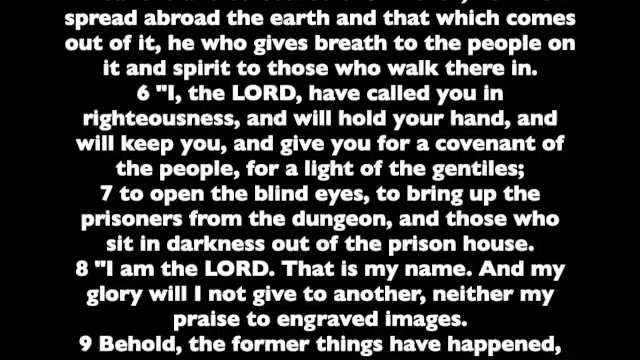 spread abroad the earth and that which comes
out of it, he who gives breath to the people on
it and spirit to those who walk there in.
6 "I, the LORD, have called you in
righteousness, and will hold your hand, and
will keep you, and give you for a covenant of
the people, for a light of the gentiles;
7 to open the blind eyes, to bring up the
prisoners from the dungeon, and those who
sit in darkness out of the prison house.
8 "I am the LORD. That is my name. And my
glory will I not give to another, neither my
praise to engraved images.
9 Behold, the former things have happened,